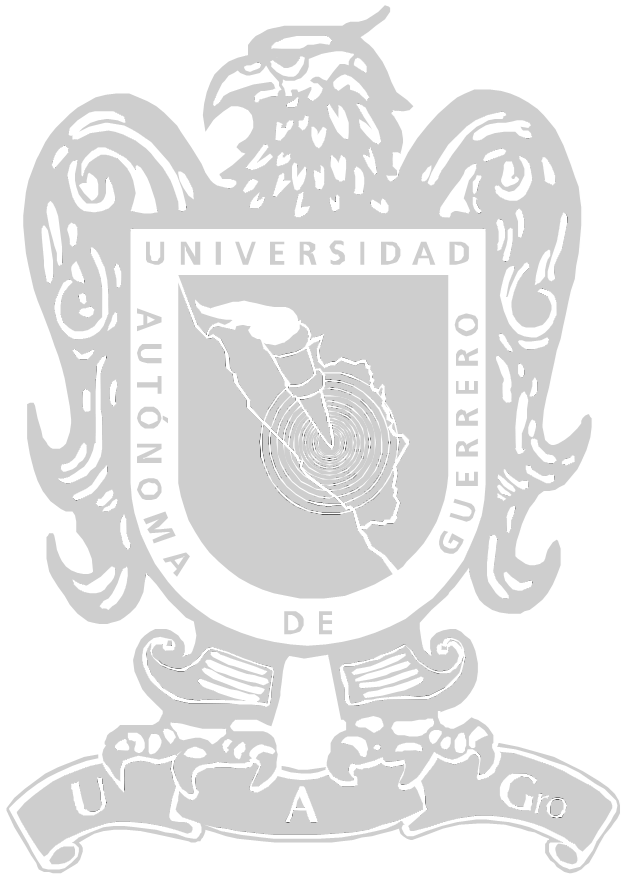 UNIVERSIDAD
AUTÓNOMA
DE
GUERRERO
U A Gro